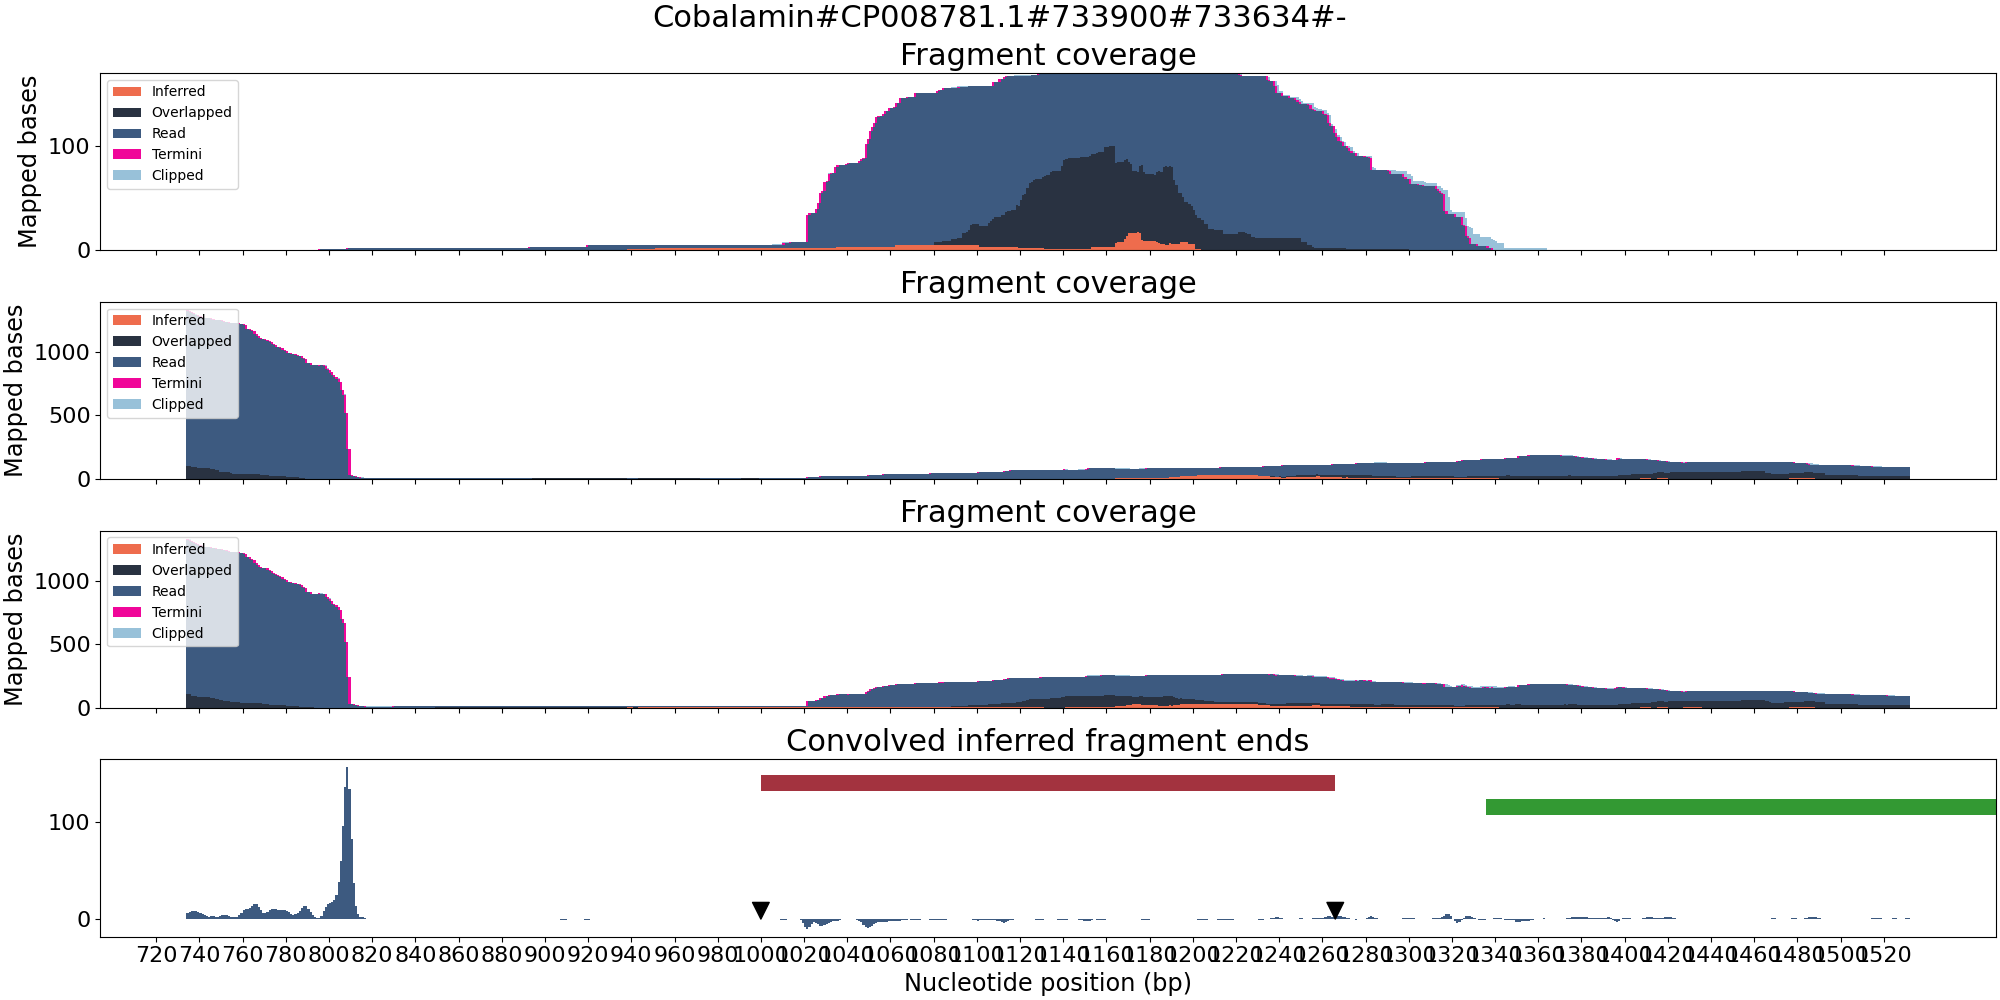 Cobalamin#CP008781.1#733900#733634#-
Fragment coverage
Mapped bases
100
0
Inferred
Overlapped
Read
Termini
Clipped
Fragment coverage
Mapped bases
1000
500
0
Inferred
Overlapped
Read
Termini
Clipped
Fragment coverage
Mapped bases
1000
500
0
Inferred
Overlapped
Read
Termini
Clipped
Convolved inferred fragment ends
100
0
720 740 760 780 800 820 840 860 880 900 920 940 960 980 1000 1020 1040 1060 1080 1100 1120 1140 1160 1180 1200 1220 1240 1260 1280 1300 1320 1340 1360 1380 1400 1420 1440 1460 1480 1500 1520
Nucleotide position (bp)